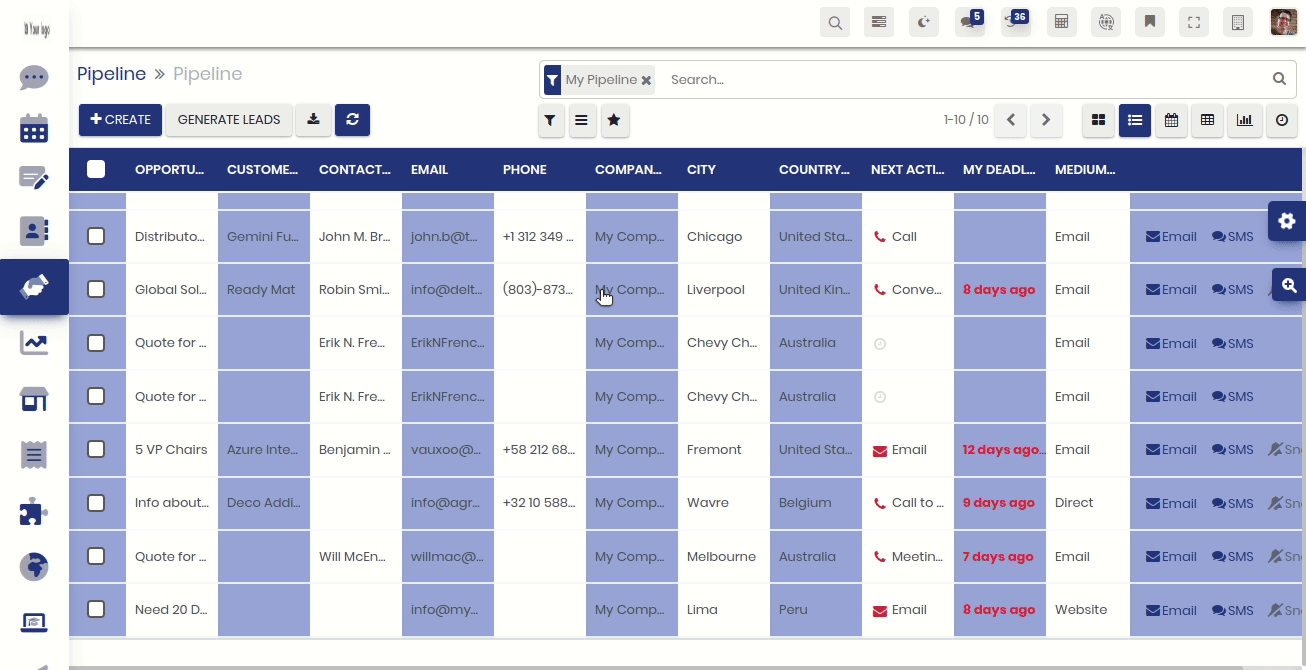 Your logo
5
36
Pipeline » Pipeline
My Pipeline
Search...
CREATE
GENERATE LEADS
1-10 / 10
OPPORTU... CUSTOME... CONTACT... EMAIL PHONE COMPAN... CITY COUNTRY... NEXT ACTI... MY DEADL... MEDIUM...
Distributo... Gemini Fu... John M. Br... john.b@t... +1 312 349 ... My Comp... Chicago United Sta... Call Email Email SMS
Global Sol... Ready Mat Robin Smi... info@delt... (803)-873... My Comp... Liverpool United Kin... Conve... 8 days ago Email Email SMS
Quote for ... Erik N. Fre... ErikNFrenc... My Comp... Chevy Ch... Australia Email Email SMS
Quote for ... Erik N. Fre... ErikNFrenc... My Comp... Chevy Ch... Australia Email Email SMS
5 VP Chairs Azure Inte... Benjamin ... vauxoo@... +58 212 68... My Comp... Fremont United Sta... Email 12 days ago... Email Email SMS Sno
Info about... Deco Addi... info@agr... +32 10 588... My Comp... Wavre Belgium Call to ... 9 days ago Direct Email SMS Sno
Quote for ... Will McEn... willmac@... My Comp... Melbourne Australia Meetin... 7 days ago Email Email SMS Sno
Need 20 D... info@my... My Comp... Lima Peru Email 8 days ago Website Email SMS Sno